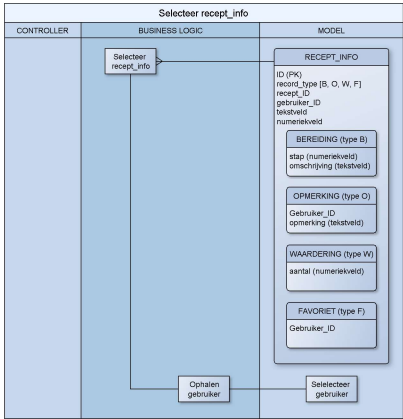 Selecteer recept_info
CONTROLLER
BUSINESS LOGIC
MODEL
Selecteer
recept_info
RECEPT_INFO
ID (PK)
record_type [B, O, W, F]
recept_ID
gebruiker_ID
tekstveld
numeriekveld
BEREIDING (type B)
stap (numeriekveld)
omschrijving (tekstveld)
OPMERKING (type O)
Gebruiker_ID
opmerking (tekstveld)
WAARDERING (type W)
aantal (numeriekveld)
FAVORIET (type F)
Gebruiker_ID
Ophalen
gebruiker
Selelecteer
gebruiker